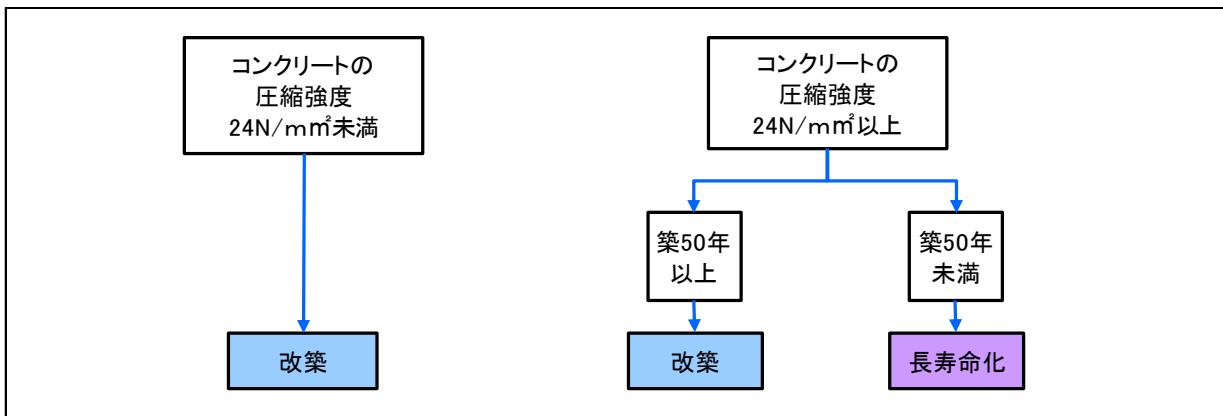 コンクリートの
圧縮強度
24N/m㎡未満
コンクリートの
圧縮強度
24N/m㎡以上
築50年
以上
築50年
未満
改築
改築
長寿命化